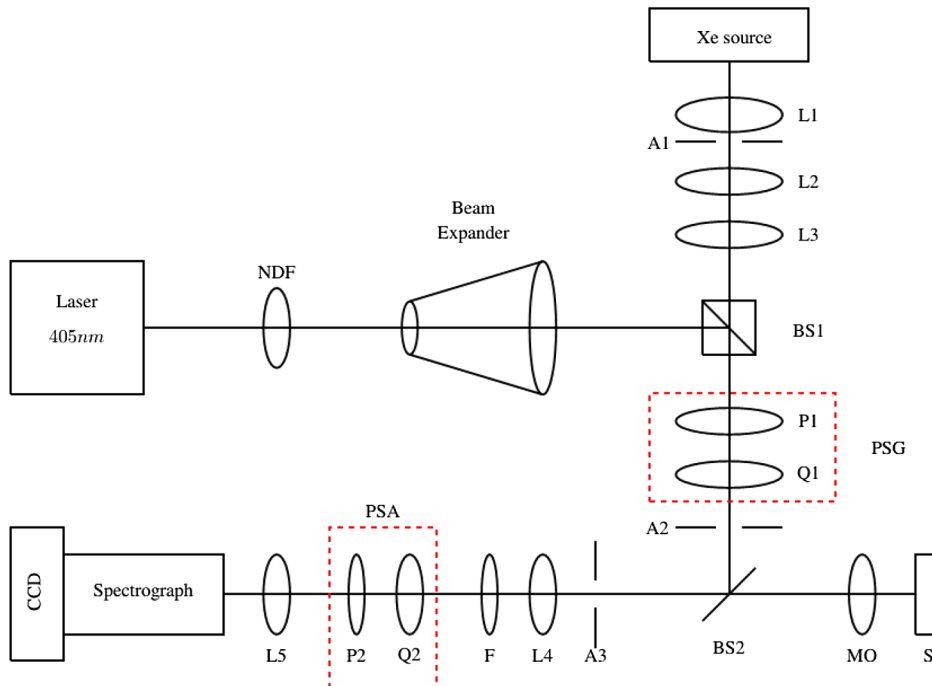 Xe source
L1
A1
L2
Beam
Expander
L3
NDF
Laser
405nm
BS1
P1
PSG
Q1
PSA
A2
CCD
Spectrograph
L5
P2
Q2
F
L4
A3
BS2
MO
S